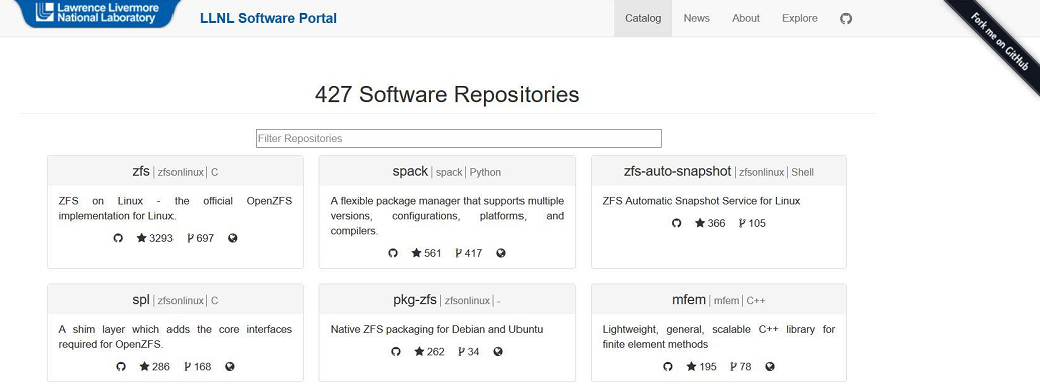 Lawrence Livermore
National Laboratory
LLNL Software Portal
Catalog News About Explore
Fork me on GitHub
427 Software Repositories
Filter Repositories
zfs | zfsonlinux | C
ZFS on Linux - the official OpenZFS
implementation for Linux.
3293 697
spack | spack | Python
A flexible package manager that supports multiple
versions, configurations, platforms, and
compilers.
561 417
zfs-auto-snapshot | zfsonlinux | Shell
ZFS Automatic Snapshot Service for Linux
366 105
spl | zfsonlinux | C
A shim layer which adds the core interfaces
required for OpenZFS.
286 168
pkg-zfs | zfsonlinux | -
Native ZFS packaging for Debian and Ubuntu
262 34
mfem | mfem | C++
Lightweight, general, scalable C++ library for
finite element methods
195 78